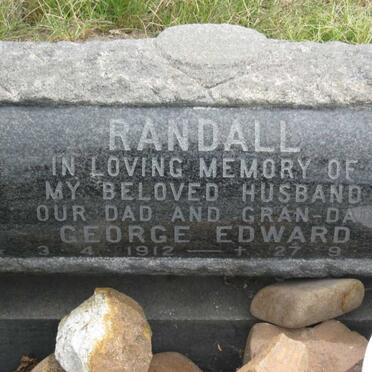 RANDALL
IN LOVING MEMORY OF
MY BELOVED HUSBAND
OUR DAD AND GRAN-DA
GEORGE EDWARD
3 4 1912 — † 27 9